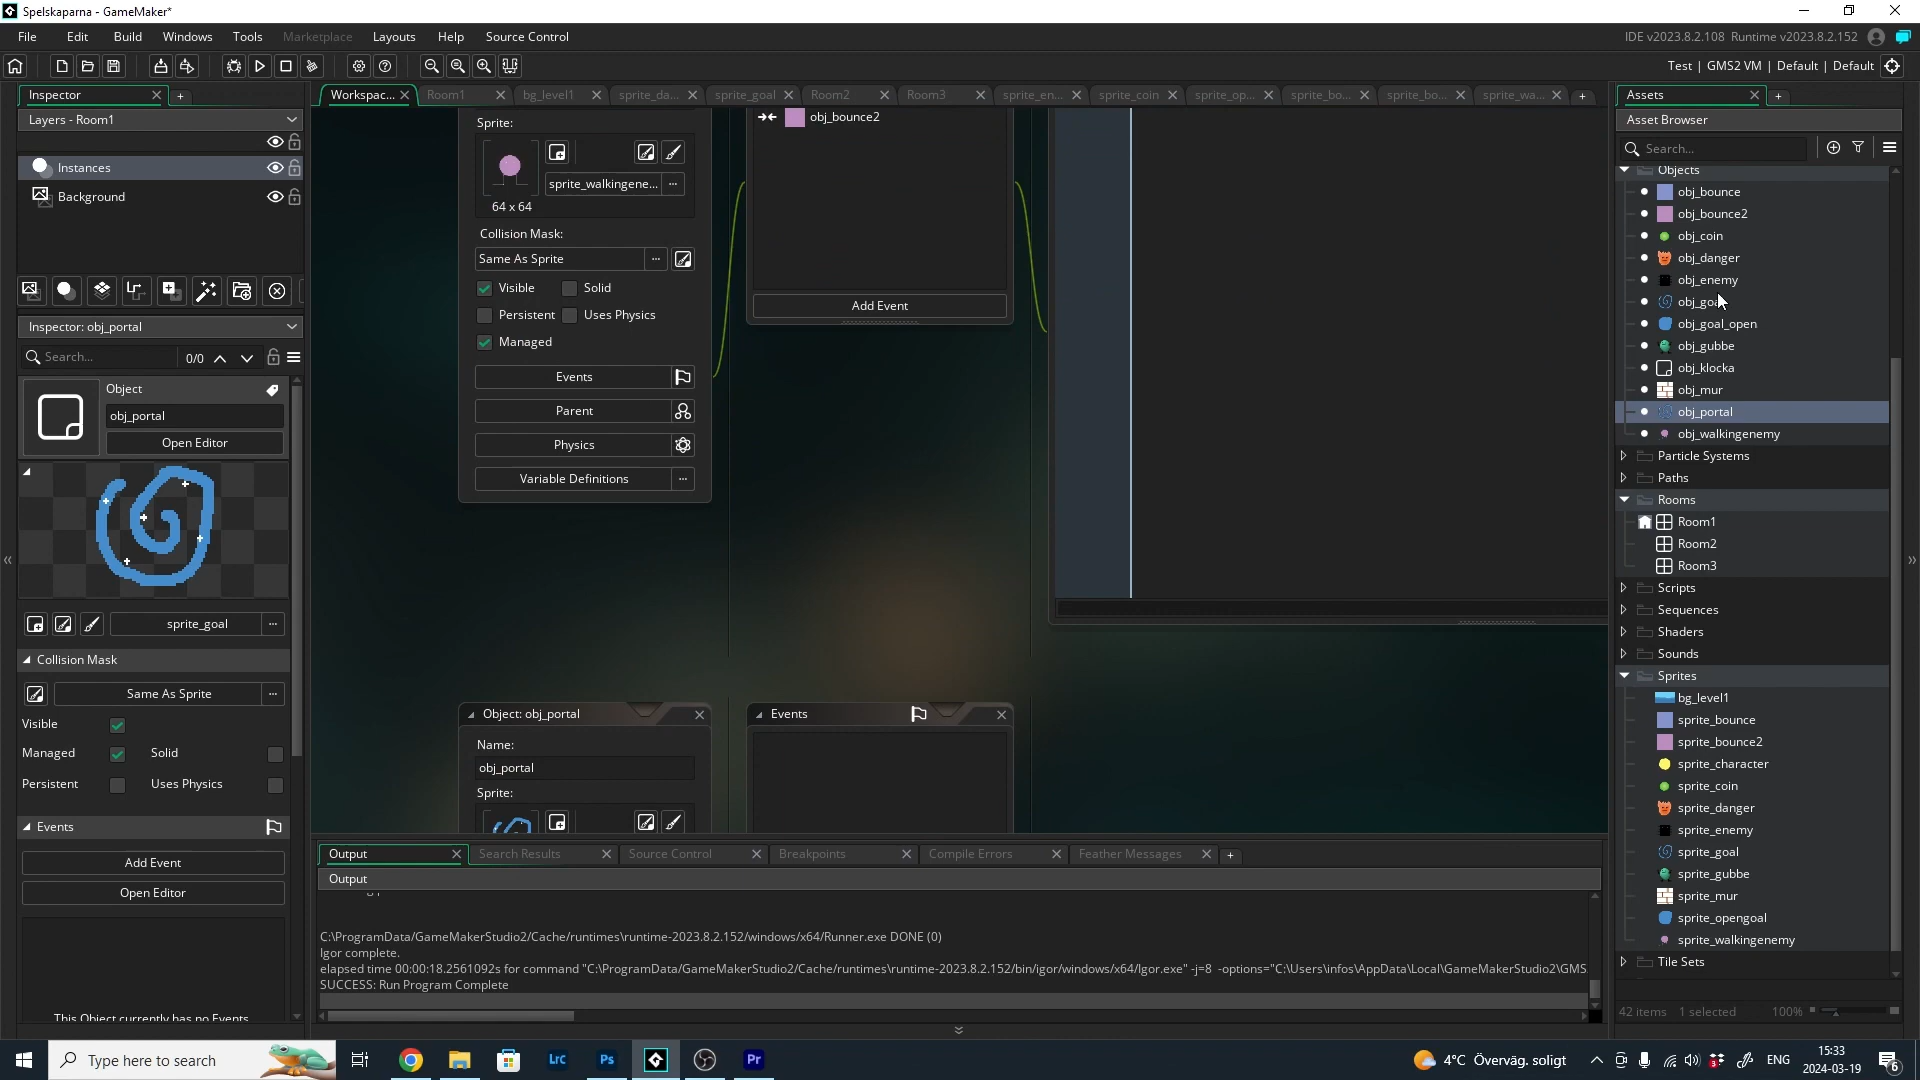 Spelskaparna - GameMaker*
File Edit Build Windows Tools Marketplace Layouts Help Source Control
IDE v2023.8.2.108 Runtime v2023.8.2.152
Test | GMS2 VM | Default | Default
Inspector
Workspac... Room1 bg_level1 sprite_da... sprite_goal Room2 Room3 sprite_en... sprite_coin sprite_op... sprite_bo... sprite_bo... sprite_wa...
Assets
Layers - Room1
Instances
Background
Inspector: obj_portal
Search... 0/0
Object
obj_portal
Open Editor
sprite_goal
Collision Mask
Same As Sprite
Visible
Managed Solid
Persistent Uses Physics
Events
Add Event
Open Editor
This Object currently has no Events
Sprite:
sprite_walkingene... ...
64 x 64
Collision Mask:
Same As Sprite ...
Visible Solid
Persistent Uses Physics
Managed
Events
Parent
Physics
Variable Definitions ...
obj_bounce2
Add Event
Object: obj_portal
Name:
obj_portal
Sprite:
Events
Output Search Results Source Control Breakpoints Compile Errors Feather Messages
Output
C:\ProgramData/GameMakerStudio2/Cache/runtimes\runtime-2023.8.2.152/windows/x64/Runner.exe DONE (0)
Igor complete.
elapsed time 00:00:18.2561092s for command "C:\ProgramData/GameMakerStudio2/Cache/runtimes\runtime-2023.8.2.152/bin/igor/windows/x64/Igor.exe" -j=8 -options="C:\Users\infos\AppData\Local\GameMakerStudio2\GMS
SUCCESS: Run Program Complete
Asset Browser
Search...
Objects
obj_bounce
obj_bounce2
obj_coin
obj_danger
obj_enemy
obj_goal_open
obj_gubbe
obj_klocka
obj_mur
obj_portal
obj_walkingenemy
Particle Systems
Paths
Rooms
Room1
Room2
Room3
Scripts
Sequences
Shaders
Sounds
Sprites
bg_level1
sprite_bounce
sprite_bounce2
sprite_character
sprite_coin
sprite_danger
sprite_enemy
sprite_goal
sprite_gubbe
sprite_mur
sprite_opengoal
sprite_walkingenemy
Tile Sets
42 items 1 selected 100%
Type here to search
Lrc Ps Pr
4°C Överväg. soligt
ENG
15:33
2024-03-19
6